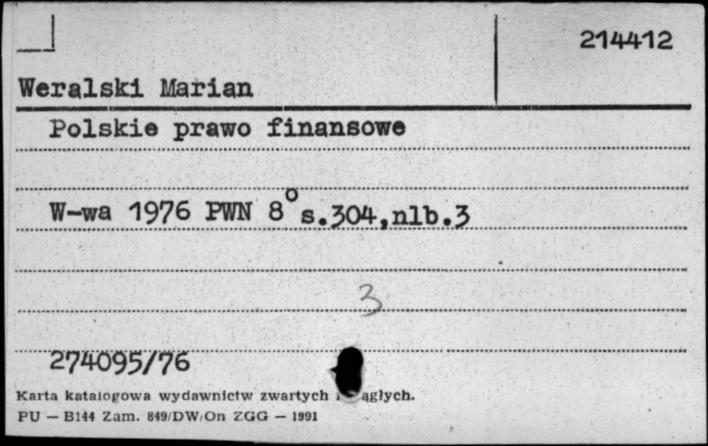 214412
Weralski Marian
Polskie prawo finansowe
W-wa 1976 PWN 8° s.304,nlb.3
3
274095/76
Karta katalogowa wydawnictw zwartych
PU — B144 Zam. 849/DW/On ZGG — 1991